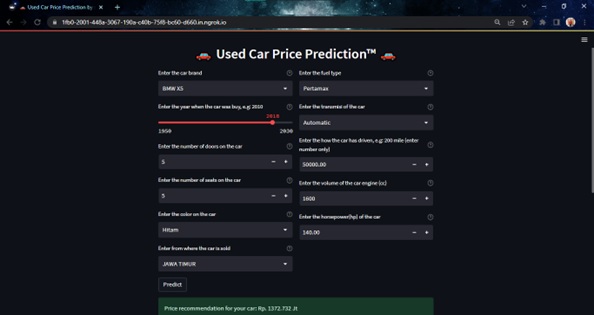 Used Car Price Prediction By
1fb0-2001-448a-3067-190a-c40b-75f8-bc60-d660.in.ngrok.io
Used Car Price Prediction™
Enter the car brand
BMW X5
Enter the fuel type
Pertamax
Enter the year when the car was buy, e.g: 2010
2018
1950
2030
Enter the transmisi of the car
Automatic
Enter the number of doors on the car
5
Enter the how the car has driven, e.g: 200 mile (enter
number only)
50000.00
Enter the number of seats on the car
5
Enter the volume of the car engine (cc)
1600
Enter the color on the car
Hitam
Enter the horsepower(hp) of the car
140.00
Enter from where the car is sold
JAWA TIMUR
Predict
Price recommendation for your car: Rp. 1372.732 Jt